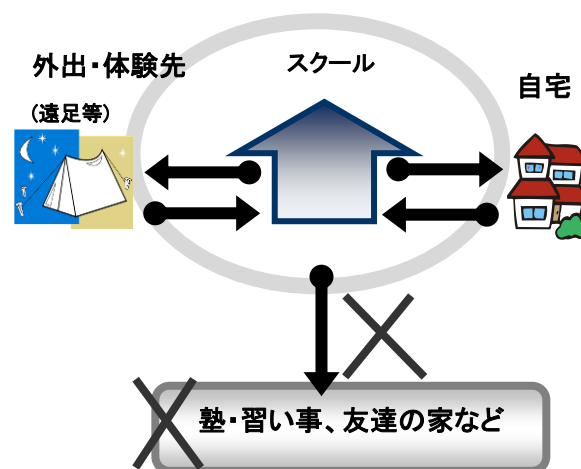 外出・体験先
(遠足等)
スクール
自宅
塾・習い事、友達の家など